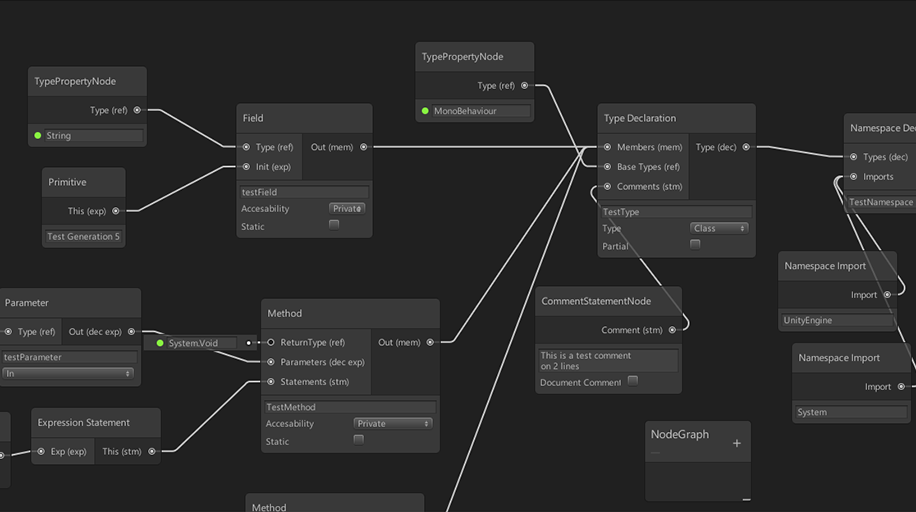 TypePropertyNode
Type (ref)
String
Primitive
This (exp)
Test Generation 5
Field
Type (ref) Out (mem)
Init (exp)
testField
Accesability Private
Static
TypePropertyNode
Type (ref)
MonoBehaviour
Type Declaration
Members (mem) Type (dec)
Base Types (ref)
Comments (stm)
TestType
Type Class
Partial
Namespace De
Types (dec)
Imports
TestNamespace
Namespace Import
Import
UnityEngine
Namespace Import
Import
System
Parameter
Type (ref) Out (dec exp)
testParameter
In
System.Void
Method
ReturnType (ref) Out (mem)
Parameters (dec exp)
Statements (stm)
TestMethod
Accesability Private
Static
CommentStatementNode
Comment (stm)
This is a test comment
on 2 lines
Document Comment
Expression Statement
Exp (exp) This (stm)
NodeGraph +
Method